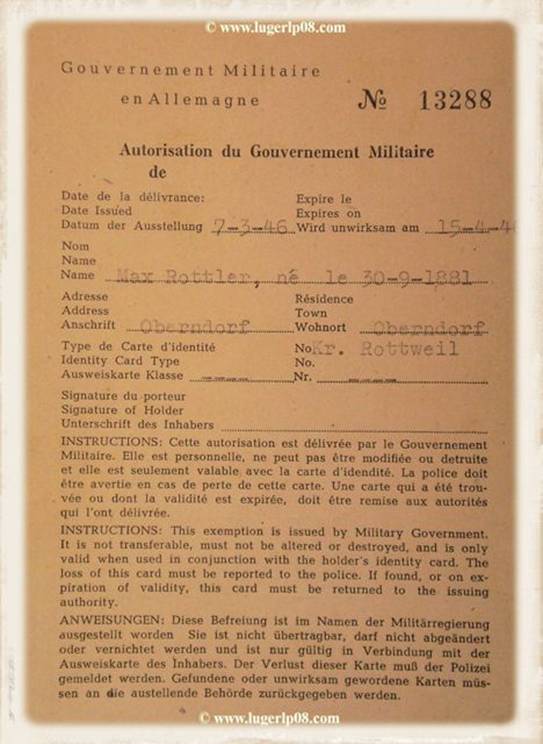 © www.lugerlp08.com
Gouvernement Militaire
en Allemagne
№ 13288
Autorisation du Gouvernement Militaire
de
Date de la délivrance: Expire le
Date Issued Expires on
Datum der Ausstellung 7-3-46 Wird unwirksam am 15-4-4
Nom
Name
Name Max Rottler, né le 30-9-1881
Adresse Résidence
Address Town
Anschrift Oberndorf Wohnort Oberndorf
Type de Carte d'identité No Kr. Rottweil
Identity Card Type No.
Ausweiskarte Klasse ---- Nr. ----
Signature du porteur
Signature of Holder
Unterschrift des Inhabers
INSTRUCTIONS: Cette autorisation est délivrée par le Gouvernement
Militaire. Elle est personnelle, ne peut pas être modifiée ou detruite
et elle est seulement valable avec la carte d'idendité. La police doit
être avertie en cas de perte de cette carte. Une carte qui a été trou-
vée ou dont la validité est expirée, doit être remise aux autorités
qui l'ont délivrée.
INSTRUCTIONS: This exemption is issued by Military Government.
It is not transferable, must not be altered or destroyed, and is only
valid when used in conjunction with the holder's identity card. The
loss of this card must be reported to the police. If found, or on ex-
piration of validity, this card must be returned to the issuing
authority.
ANWEISUNGEN: Diese Befreiung ist im Namen der Militärregierung
ausgestellt worden Sie ist nicht übertragbar, darf nicht abgeändert
oder vernichtet werden und ist nur gültig in Verbindung mit der
Ausweiskarte des Inhabers. Der Verlust dieser Karte muß der Polizei
gemeldet werden. Gefundene oder unwirksam gewordene Karten müs-
sen an die austellende Behörde zurückgegeben werden.
© www.lugerlp08.com